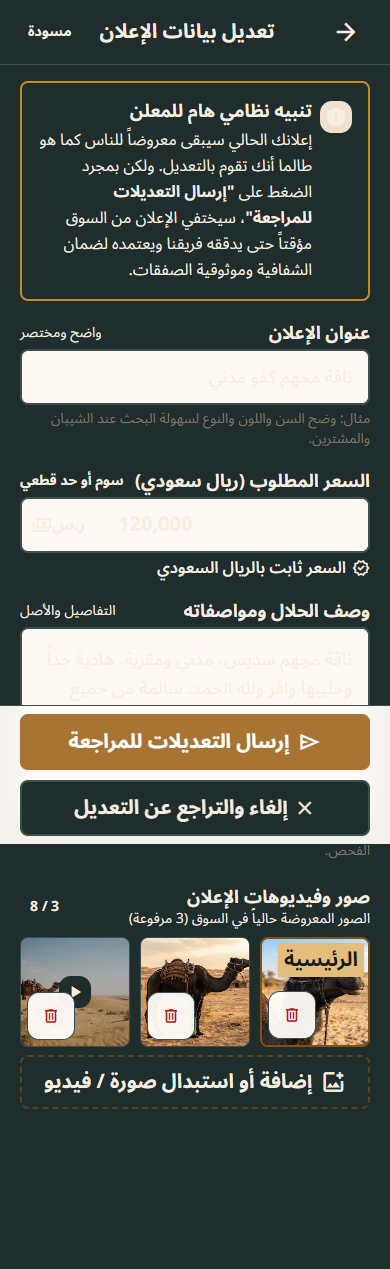 تعديل بيانات الإعلان
مسودة
تنبيه نظامي هام للمعلن
إعلانك الحالي سيبقى معروضاً للناس كما هو
طالما أنك تقوم بالتعديل. ولكن بمجرد
الضغط على "إرسال التعديلات
للمراجعة"، سيختفي الإعلان من السوق
مؤقتاً حتى يدققه فريقنا ويعتمده لضمان
الشفافية وموثوقية الصفقات.
عنوان الإعلان
واضح ومختصر
ناقة مجهم كفو مدني
مثال: وضح السن واللون والنوع لسهولة البحث عند الشيبان
والمشترين.
السعر المطلوب (ريال سعودي)
سوم أو حد قطعي
120,000
ر.س
السعر ثابت بالريال السعودي
وصف الحلال ومواصفاته
التفاصيل والأصل
ناقة مجهم سديس، مدني ومقربة، هادية جداً
وحليبها وافر ولله الحمد. سالمة من جميع
إرسال التعديلات للمراجعة
إلغاء والتراجع عن التعديل
الفحص.
صور وفيديوهات الإعلان
8 / 3
الصور المعروضة حالياً في السوق (3 مرفوعة)
الرئيسية
إضافة أو استبدال صورة / فيديو